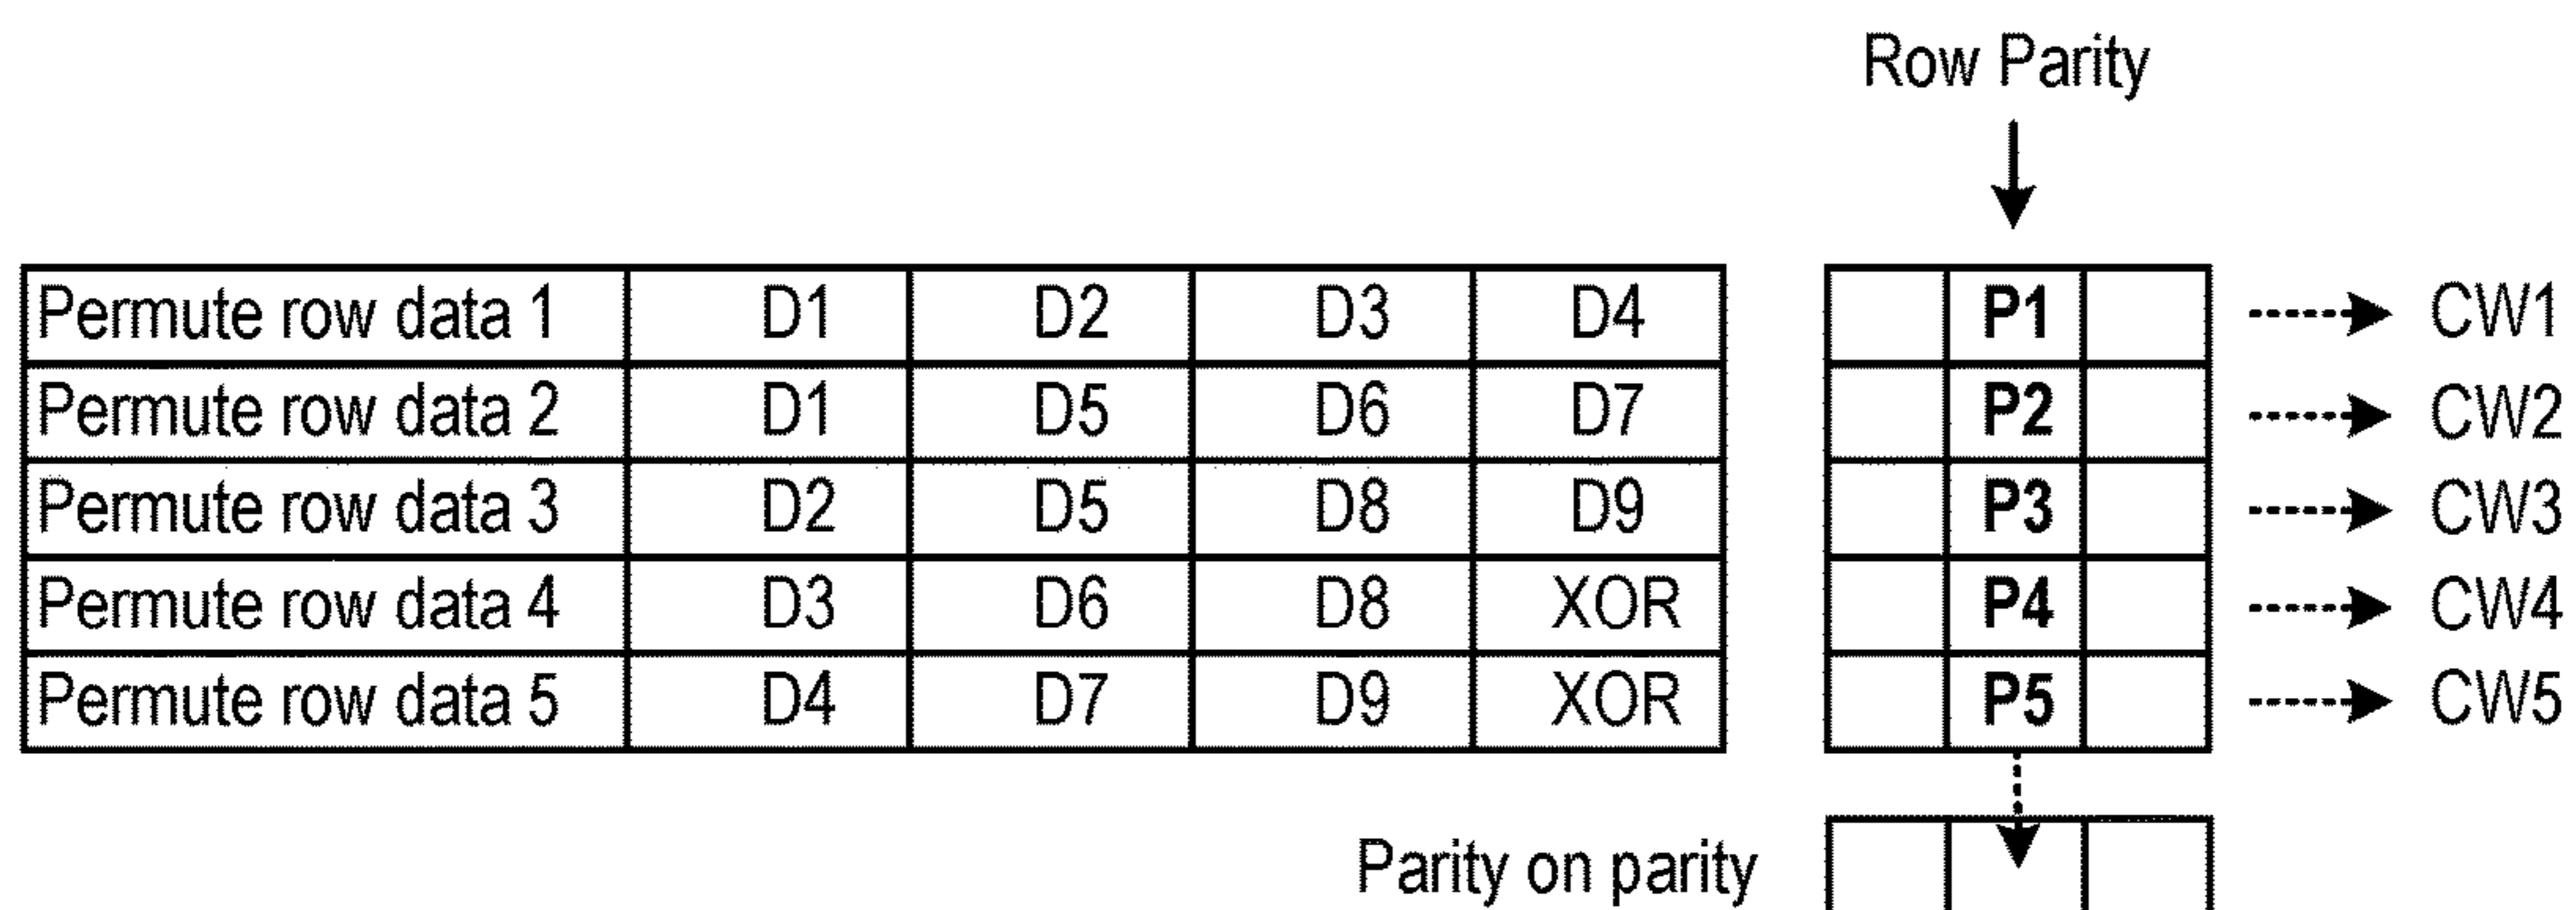 Row Parity
Permute row data 1 D1 D2 D3 D4 P1 CW1
Permute row data 2 D1 D5 D6 D7 P2 CW2
Permute row data 3 D2 D5 D8 D9 P3 CW3
Permute row data 4 D3 D6 D8 XOR P4 CW4
Permute row data 5 D4 D7 D9 XOR P5 CW5
Parity on parity